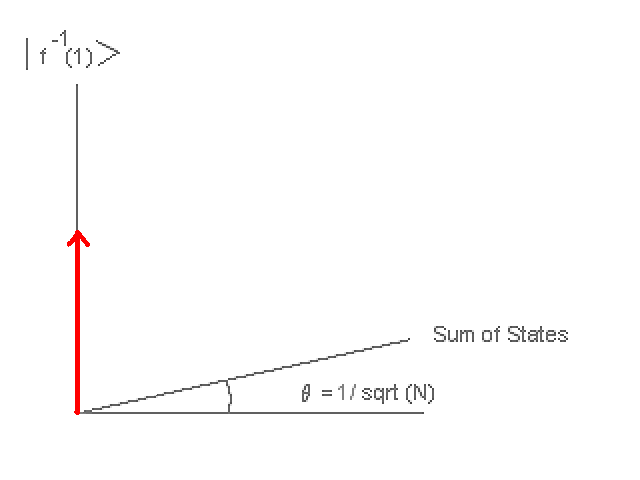 | f⁻¹(1) >
Sum of States
θ = 1/ sqrt (N)